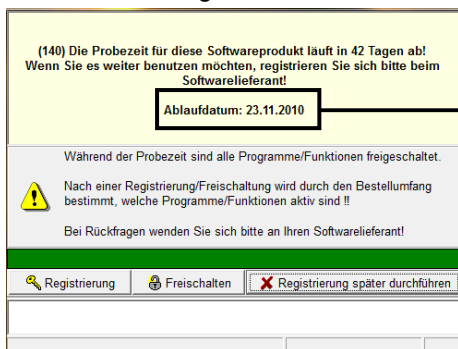 (140) Die Probezeit für diese Softwareprodukt läuft in 42 Tagen ab!
Wenn Sie es weiter benutzen möchten, registrieren Sie sich bitte beim
Softwarelieferant!
Ablaufdatum: 23.11.2010
Während der Probezeit sind alle Programme/Funktionen freigeschaltet.
Nach einer Registrierung/Freischaltung wird durch den Bestellumfang
bestimmt, welche Programme/Funktionen aktiv sind !!
Bei Rückfragen wenden Sie sich bitte an Ihren Softwarelieferant!
Registrierung Freischalten Registrierung später durchführen